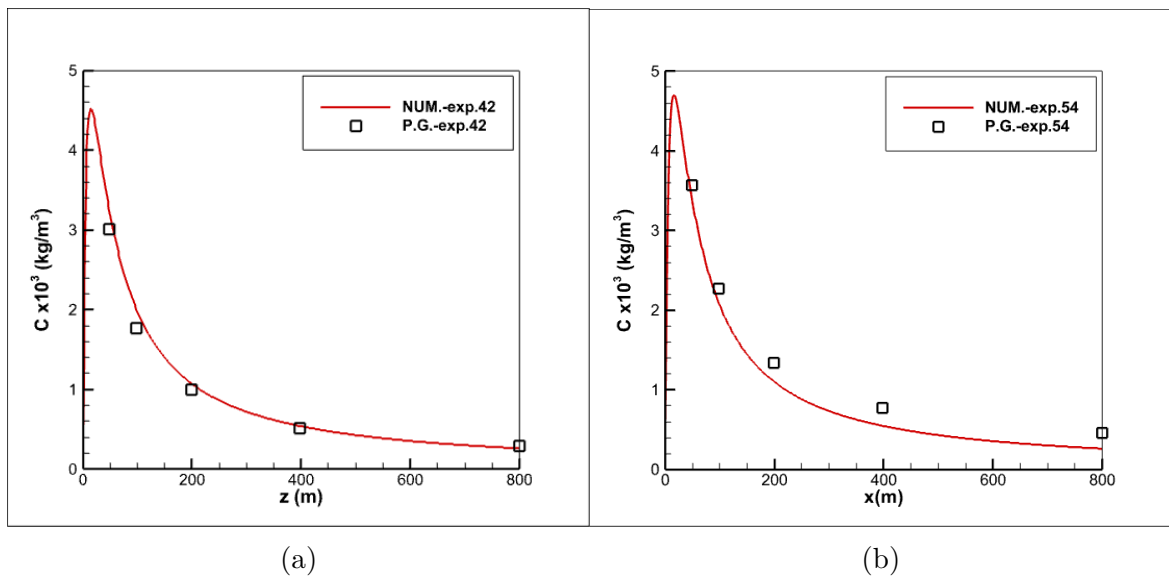 5
4
3
2
1
0
C x10³ (kg/m³)
NUM.-exp.42
P.G.-exp.42
0 200 400 600 800
z (m)
(a)
5
4
3
2
1
0
C x10³ (kg/m³)
NUM.-exp.54
P.G.-exp.54
0 200 400 600 800
x(m)
(b)